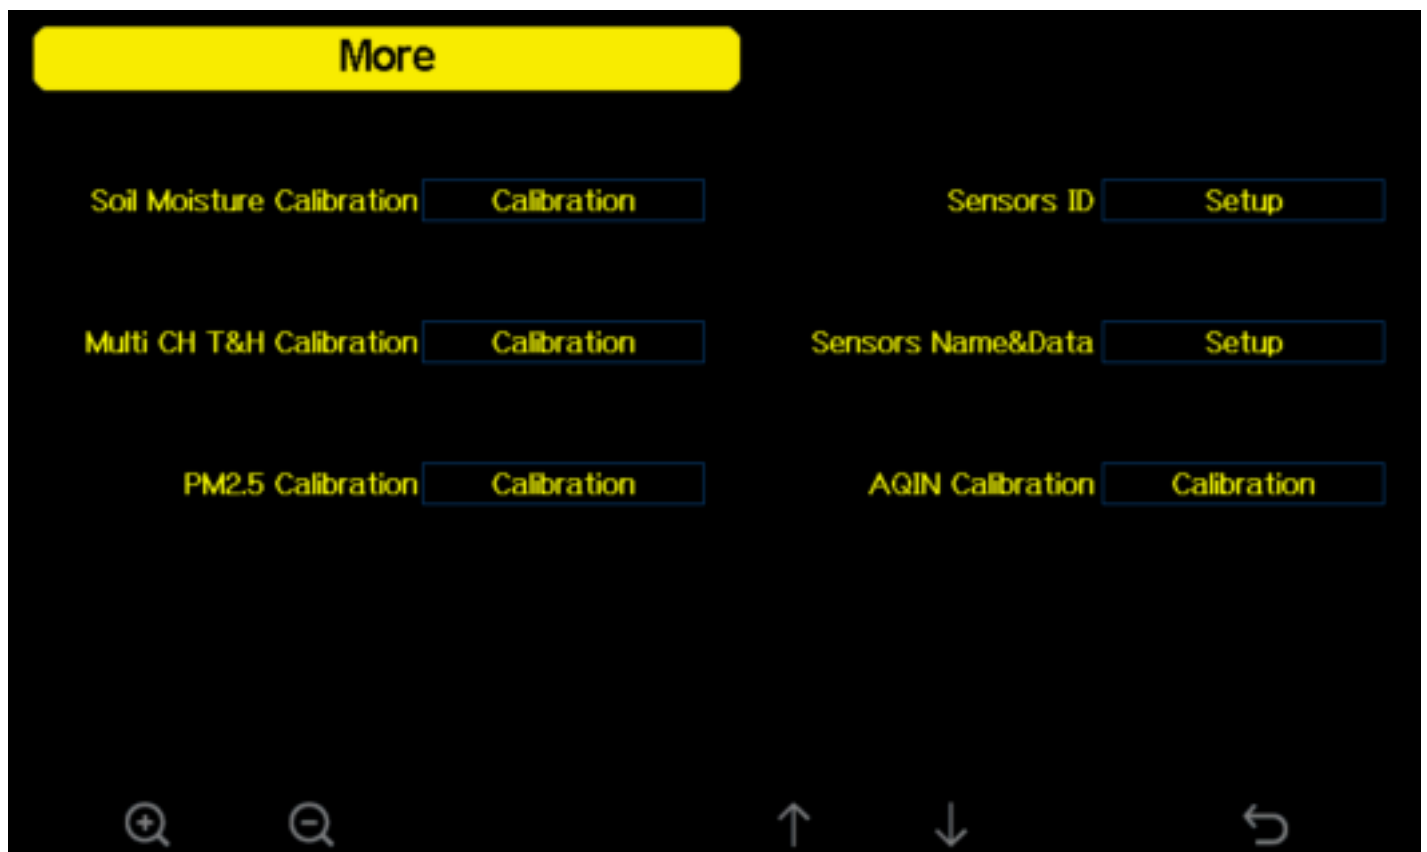 More
Soil Moisture Calibration Calibration Sensors ID Setup
Multi CH T&H Calibration Calibration Sensors Name&Data Setup
PM2.5 Calibration Calibration AQIN Calibration Calibration